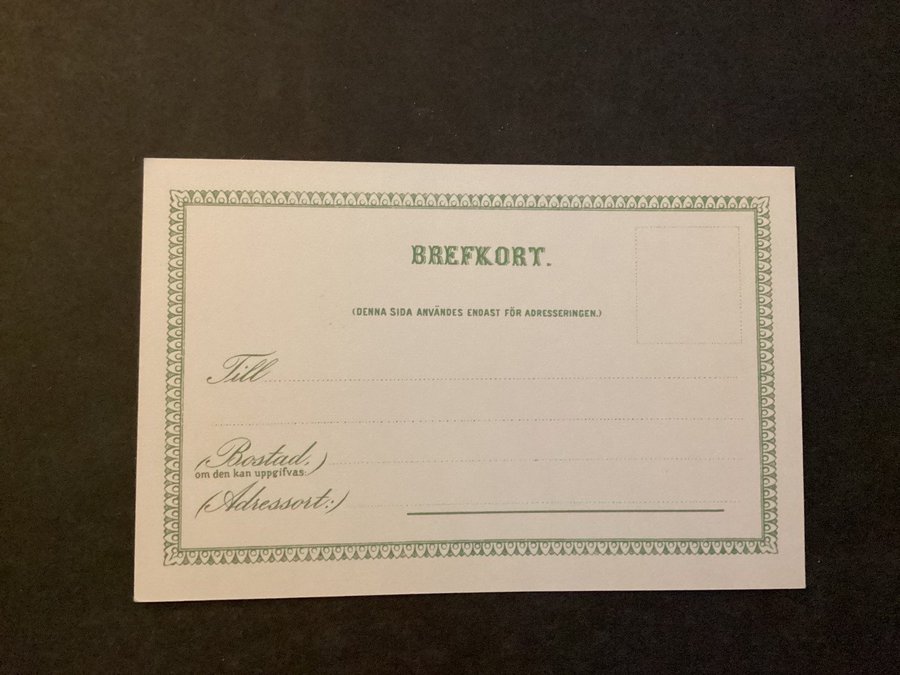 BREFKORT.
(DENNA SIDA ANVÄNDES ENDAST FÖR ADRESSERINGEN.)
Till
(Bostad,)
om den kan uppgifvas:
(Adressort:)